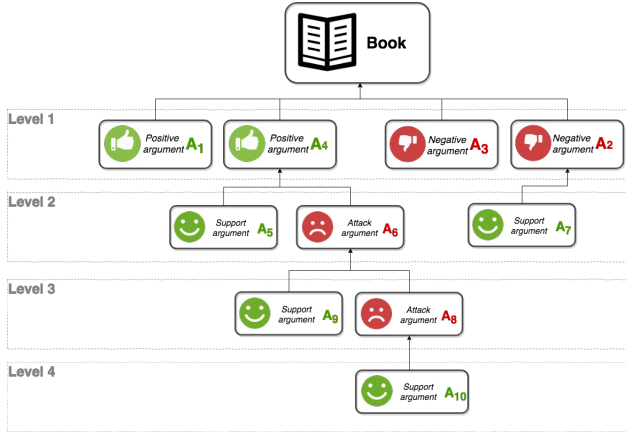 Book
Level 1
Positive argument A1
Positive argument A4
Negative argument A3
Negative argument A2
Level 2
Support argument A5
Attack argument A6
Support argument A7
Level 3
Support argument A9
Attack argument A8
Level 4
Support argument A10